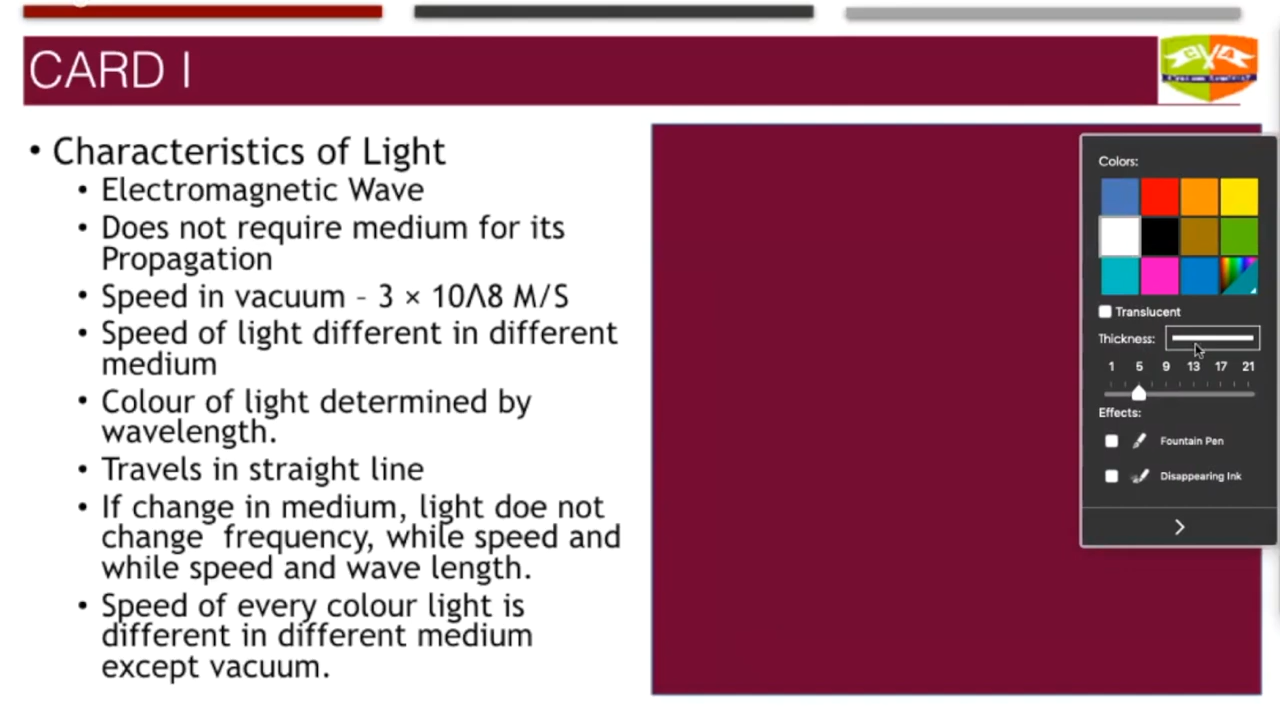 CARD I
• Characteristics of Light
• Electromagnetic Wave
• Does not require medium for its
Propagation
• Speed in vacuum – 3 × 10Λ8 M/S
• Speed of light different in different
medium
• Colour of light determined by
wavelength.
• Travels in straight line
• If change in medium, light doe not
change frequency, while speed and
while speed and wave length.
• Speed of every colour light is
different in different medium
except vacuum.
Colors:
Translucent
Thickness:
1 5 9 13 17 21
Effects:
Fountain Pen
Disappearing Ink